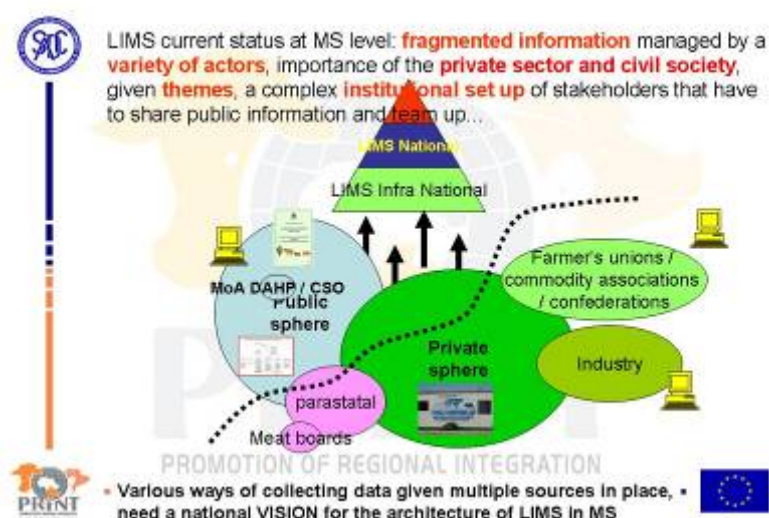 LIMS current status at MS level: fragmented information managed by a
variety of actors, importance of the private sector and civil society,
given themes, a complex institutional set up of stakeholders that have
to share public information and team up...
LIMS National
LIMS Infra National
MoA DAHP / CSO
Public
sphere
Farmer's unions /
commodity associations
/ confederations
Private
sphere
Industry
parastatal
Meat boards
PROMOTION OF REGIONAL INTEGRATION
PRINT
• Various ways of collecting data given multiple sources in place, •
need a national VISION for the architecture of LIMS in MS